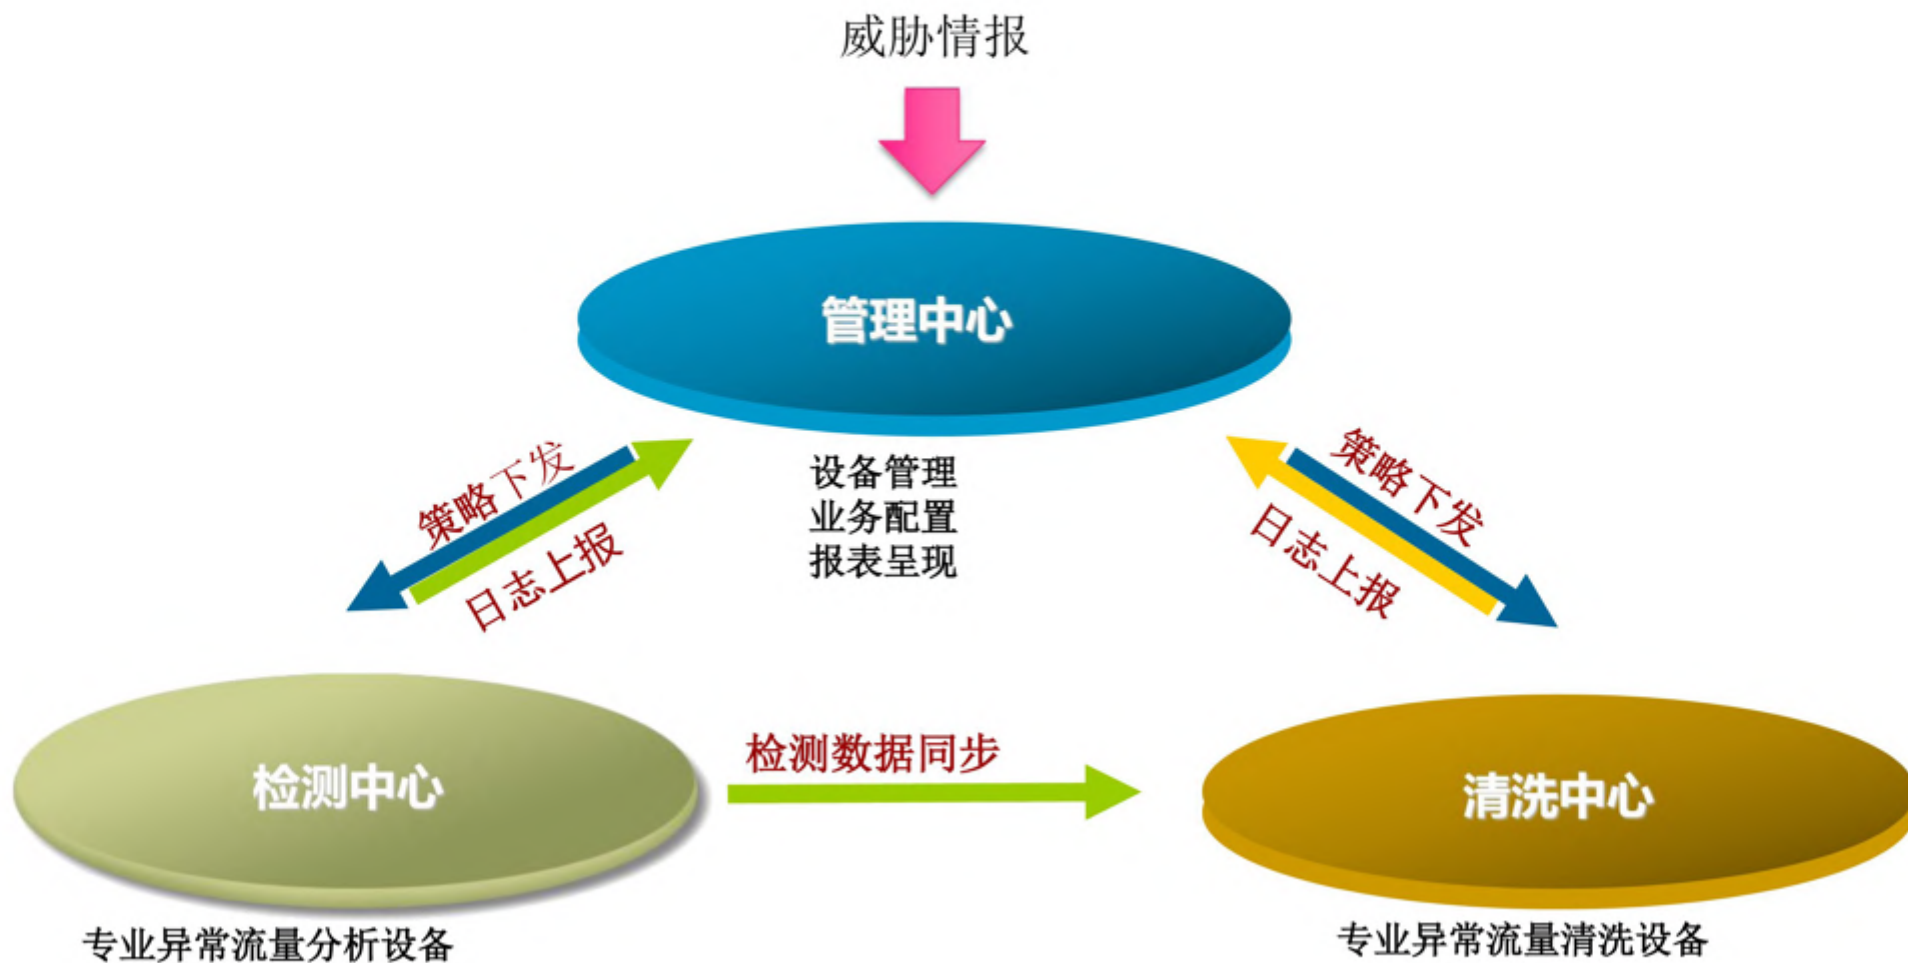 威胁情报
管理中心
策略下发
日志上报
设备管理
业务配置
报表呈现
策略下发
日志上报
检测中心
检测数据同步
清洗中心
专业异常流量分析设备
专业异常流量清洗设备